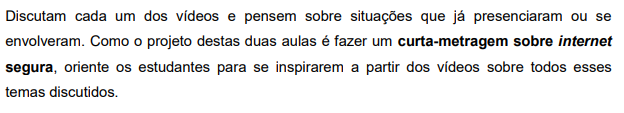 Discutam cada um dos vídeos e pensem sobre situações que já presenciaram ou se
envolveram. Como o projeto destas duas aulas é fazer um curta-metragem sobre internet
segura, oriente os estudantes para se inspirarem a partir dos vídeos sobre todos esses
temas discutidos.